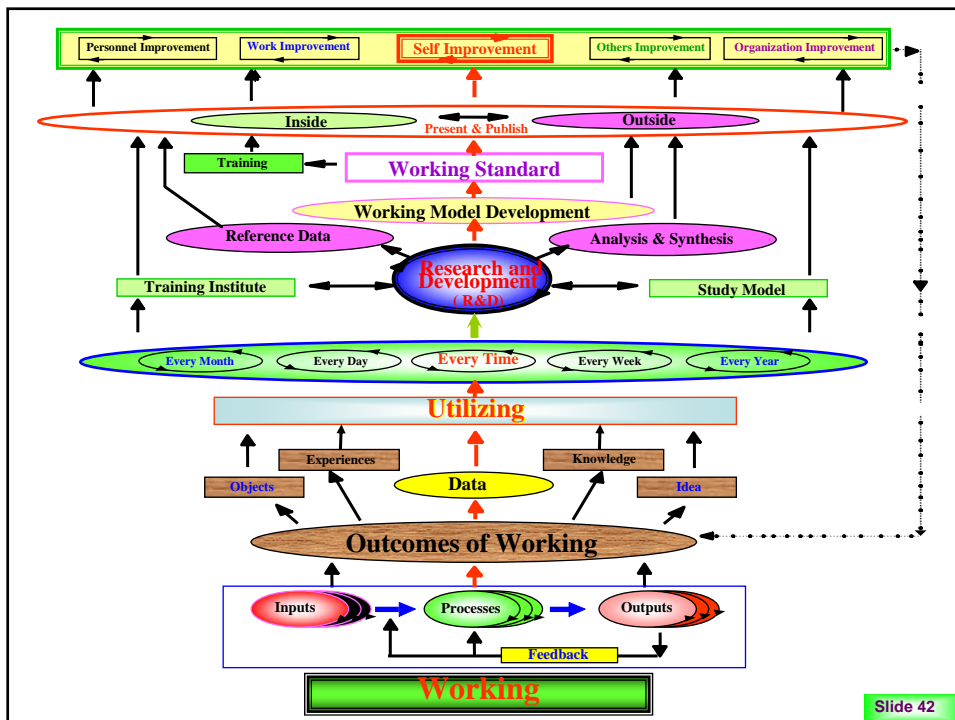 Personnel Improvement
Work Improvement
Self Improvement
Others Improvement
Organization Improvement
Inside
Present & Publish
Outside
Training
Working Standard
Working Model Development
Reference Data
Analysis & Synthesis
Research and
Development
( R&D)
Training Institute
Study Model
Every Month
Every Day
Every Time
Every Week
Every Year
Utilizing
Experiences
Knowledge
Objects
Data
Idea
Outcomes of Working
Inputs
Processes
Outputs
Feedback
Working
Slide 42